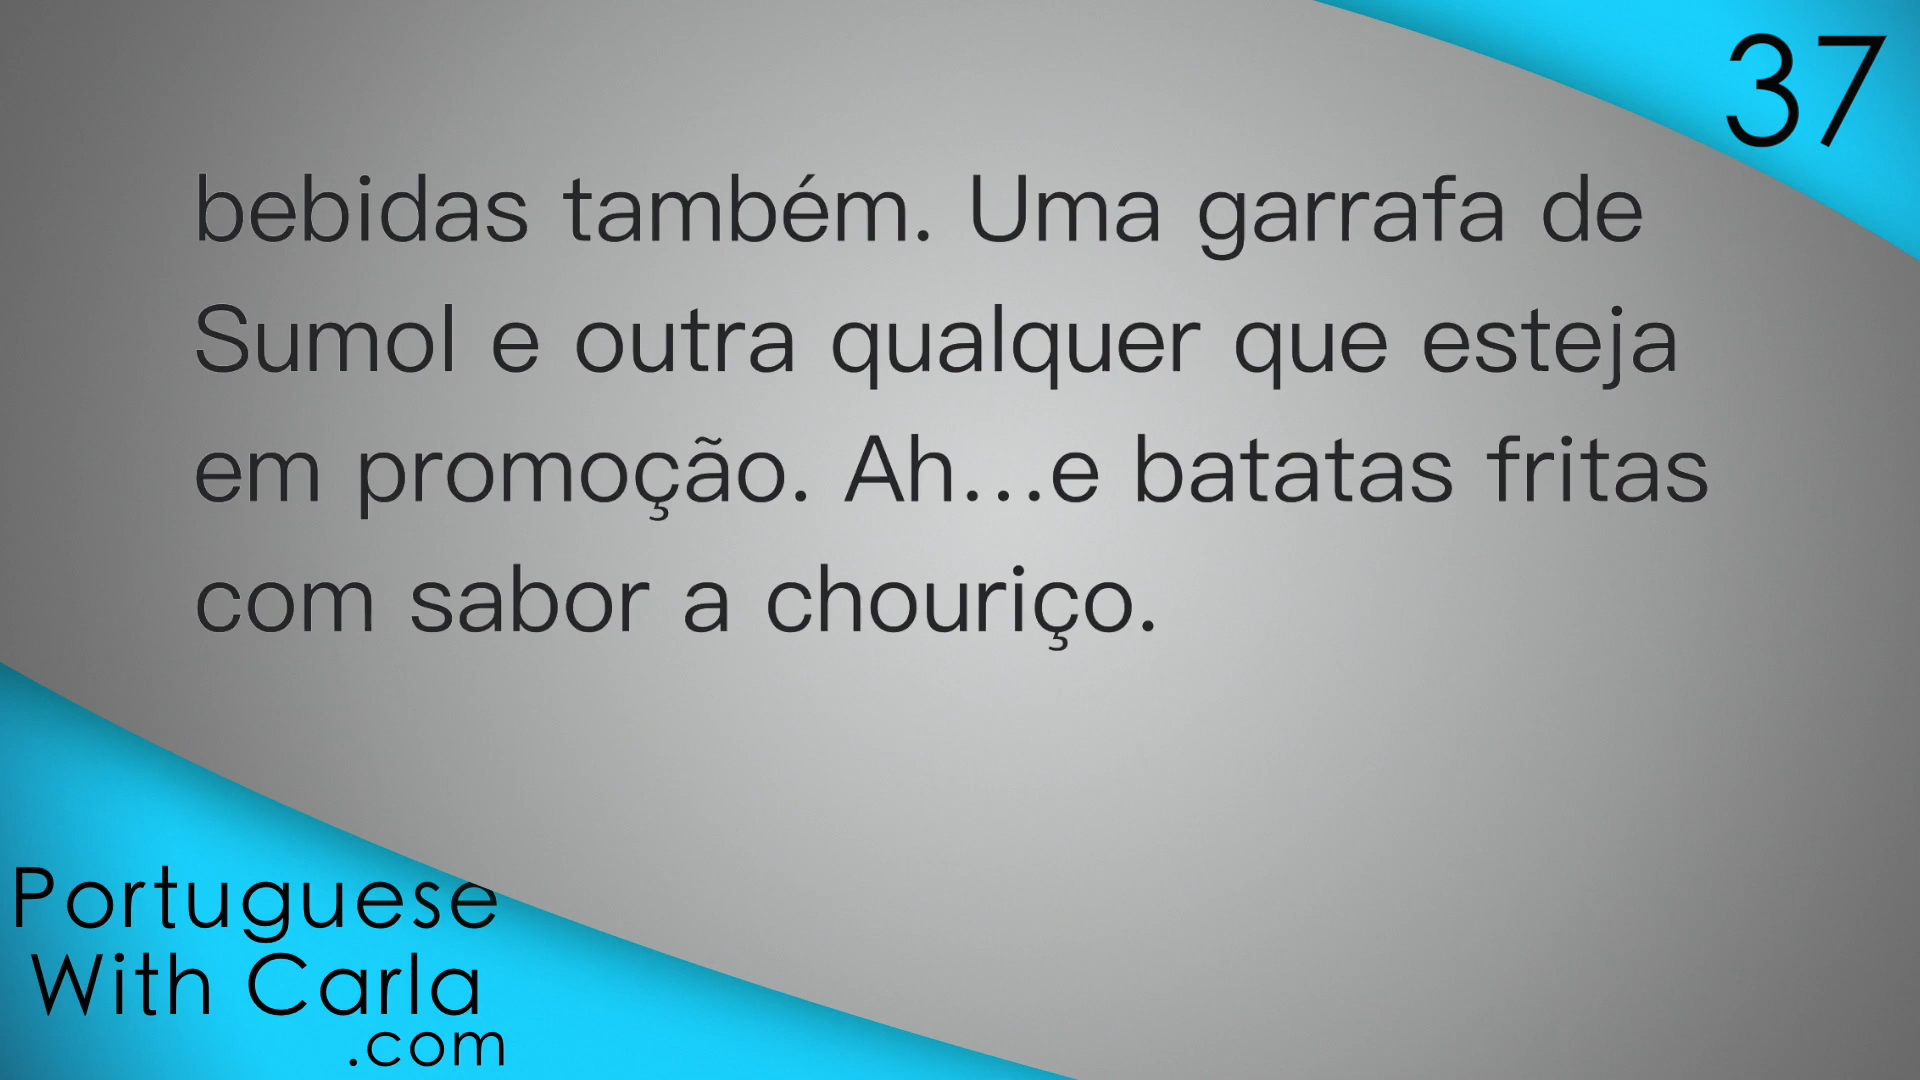 37
bebidas também. Uma garrafa de
Sumol e outra qualquer que esteja
em promoção. Ah...e batatas fritas
com sabor a chouriço.
Portuguese
With Carla
.com